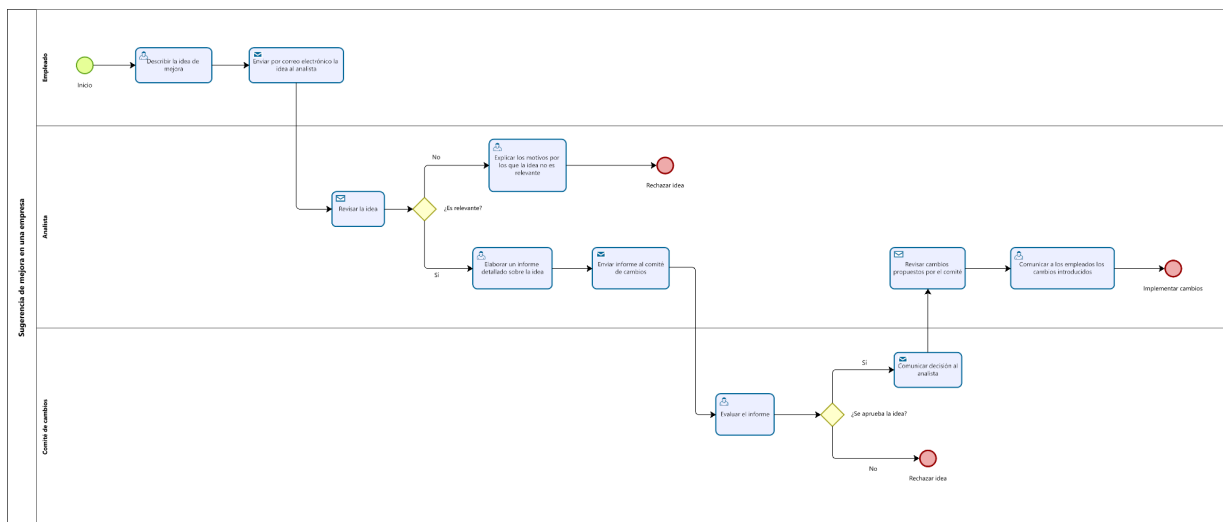 Sugerencia de mejora en una empresa
Empleado
Inicio
Describir la idea de
mejora
Enviar por correo electrónico la
idea al analista
Analista
Revisar la idea
¿Es relevante?
No
Explicar los motivos por
los que la idea no es
relevante
Rechazar idea
Si
Elaborar un informe
detallado sobre la idea
Enviar informe al comité
de cambios
Revisar cambios
propuestos por el comité
Comunicar a los empleados los
cambios introducidos
Implementar cambios
Comité de cambios
Evaluar el informe
¿Se aprueba la idea?
Si
Comunicar decisión al
analista
No
Rechazar idea